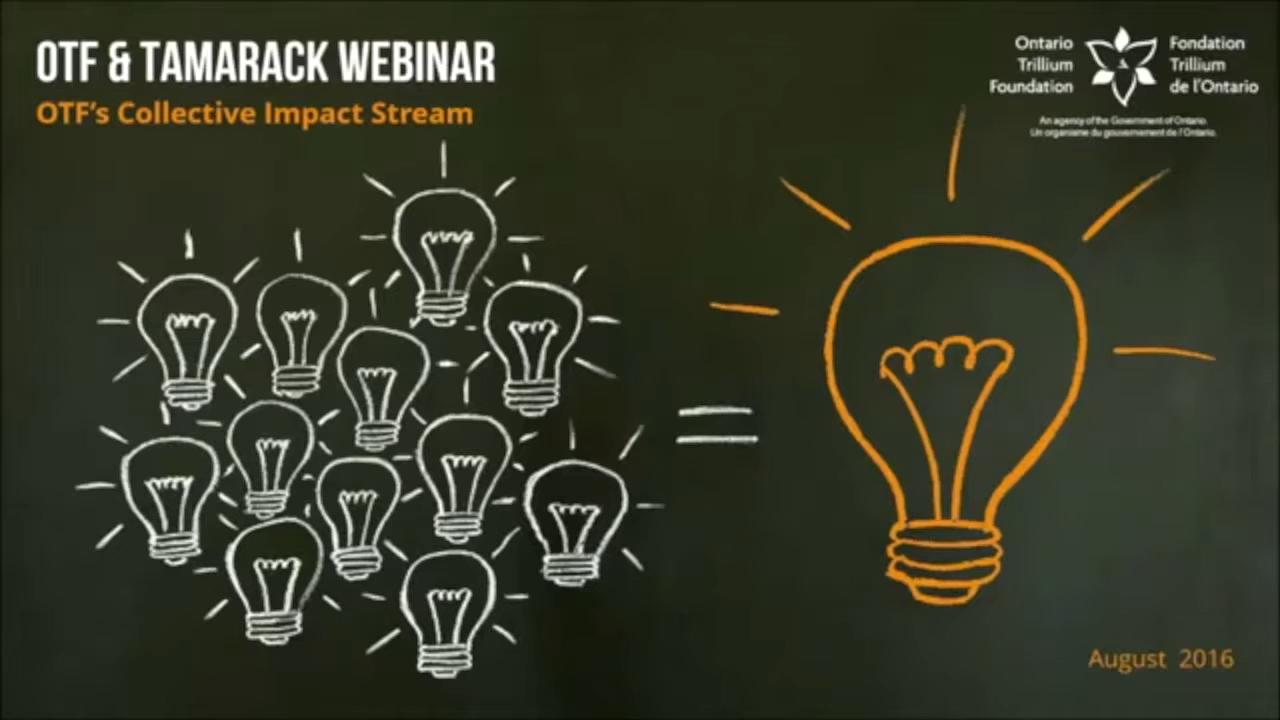 OTF & TAMARACK WEBINAR
OTF's Collective Impact Stream
Ontario
Trillium
Foundation
Fondation
Trillium
de l'Ontario
An agency of the Government of Ontario.
Un organisme du gouvernement de l'Ontario.
August 2016